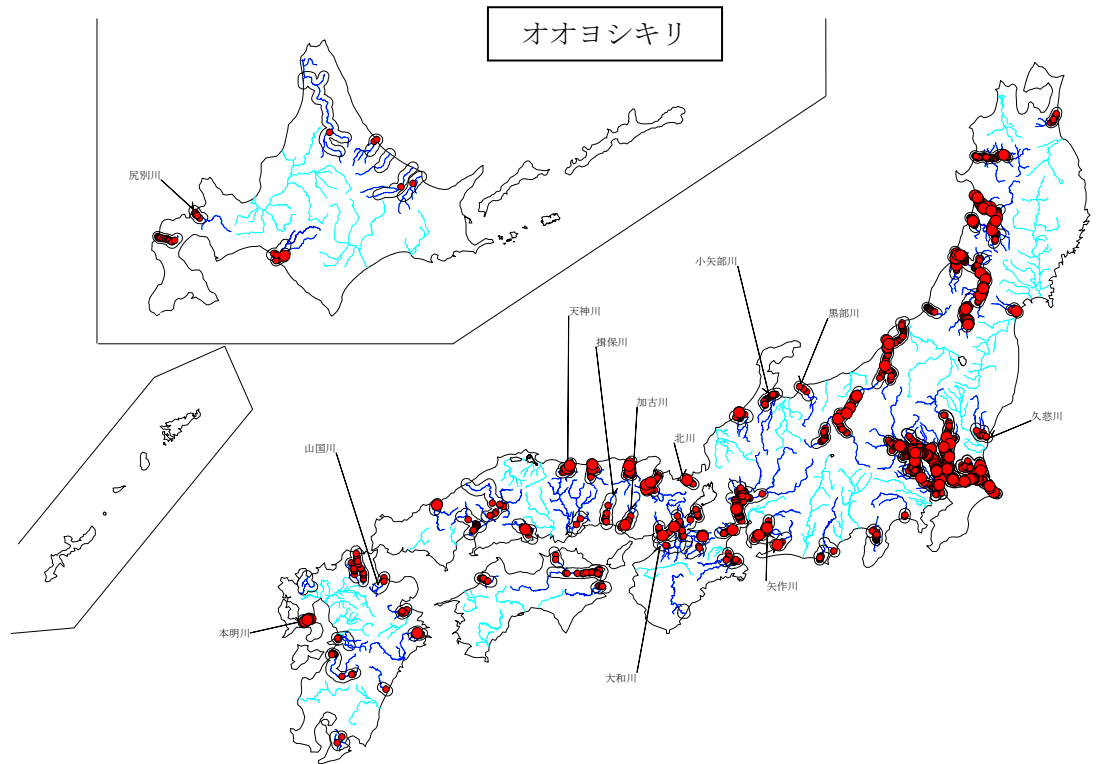 オオヨシキリ
尻別川
小矢部川
天神川
黒部川
揖保川
加古川
久慈川
北川
山国川
矢作川
本明川
大和川